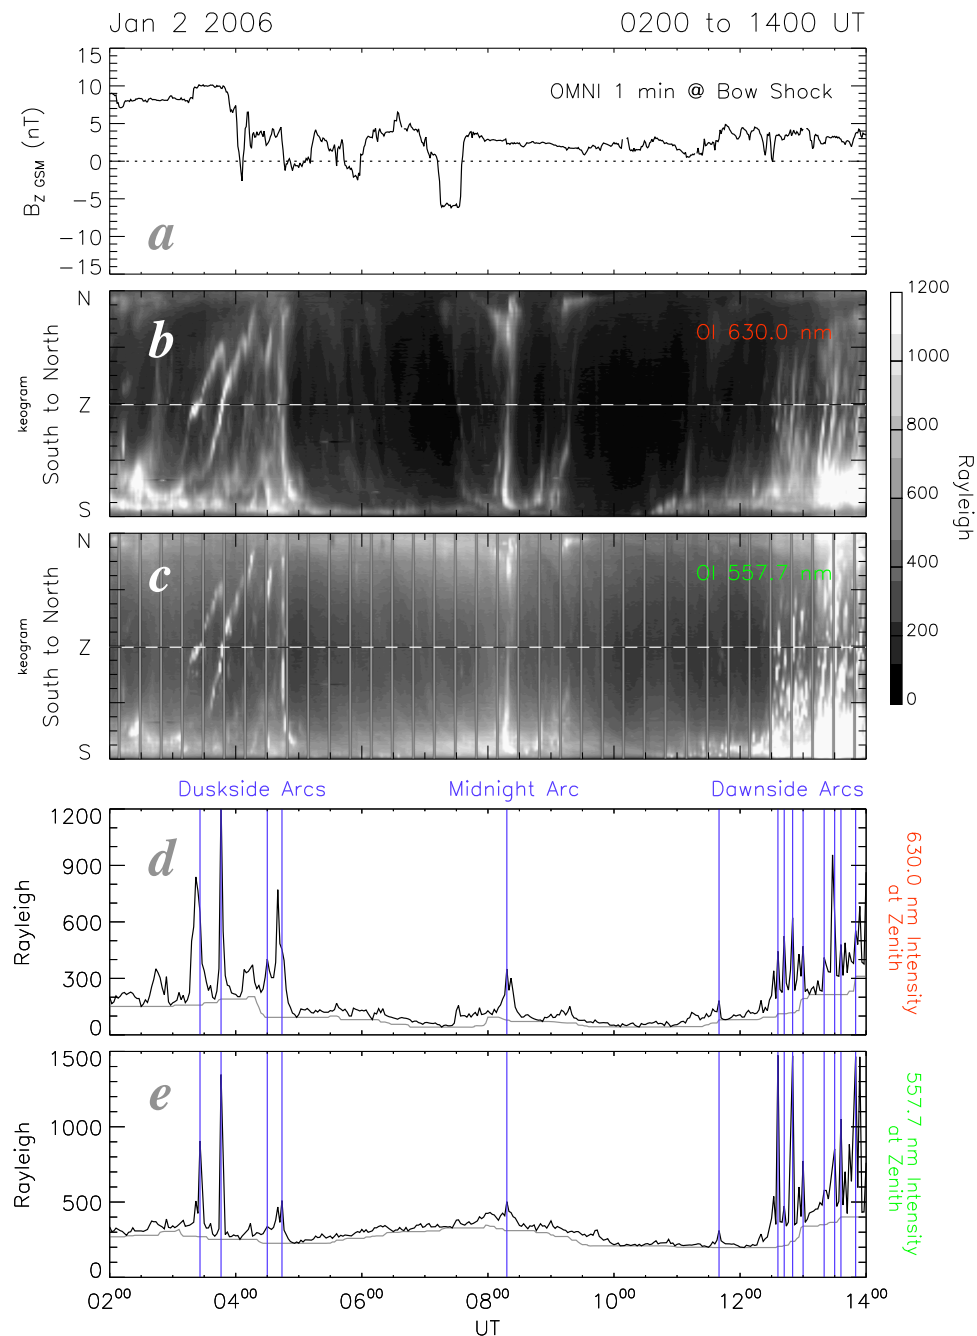 Jan 2 2006 0200 to 1400 UT
OMNI 1 min @ Bow Shock
B_Z GSM (nT)
15
10
5
0
−5
−10
−15
a
N
Z
S
keogram
South to North
b
OI 630.0 nm
N
Z
S
keogram
South to North
c
OI 557.7 nm
1200
1000
800
600
400
200
0
Rayleigh
Duskside Arcs Midnight Arc Dawnside Arcs
1200
900
600
300
0
Rayleigh
d
630.0 nm Intensity
at Zenith
1500
1000
500
0
Rayleigh
e
557.7 nm Intensity
at Zenith
02⁰⁰ 04⁰⁰ 06⁰⁰ 08⁰⁰ 10⁰⁰ 12⁰⁰ 14⁰⁰
UT